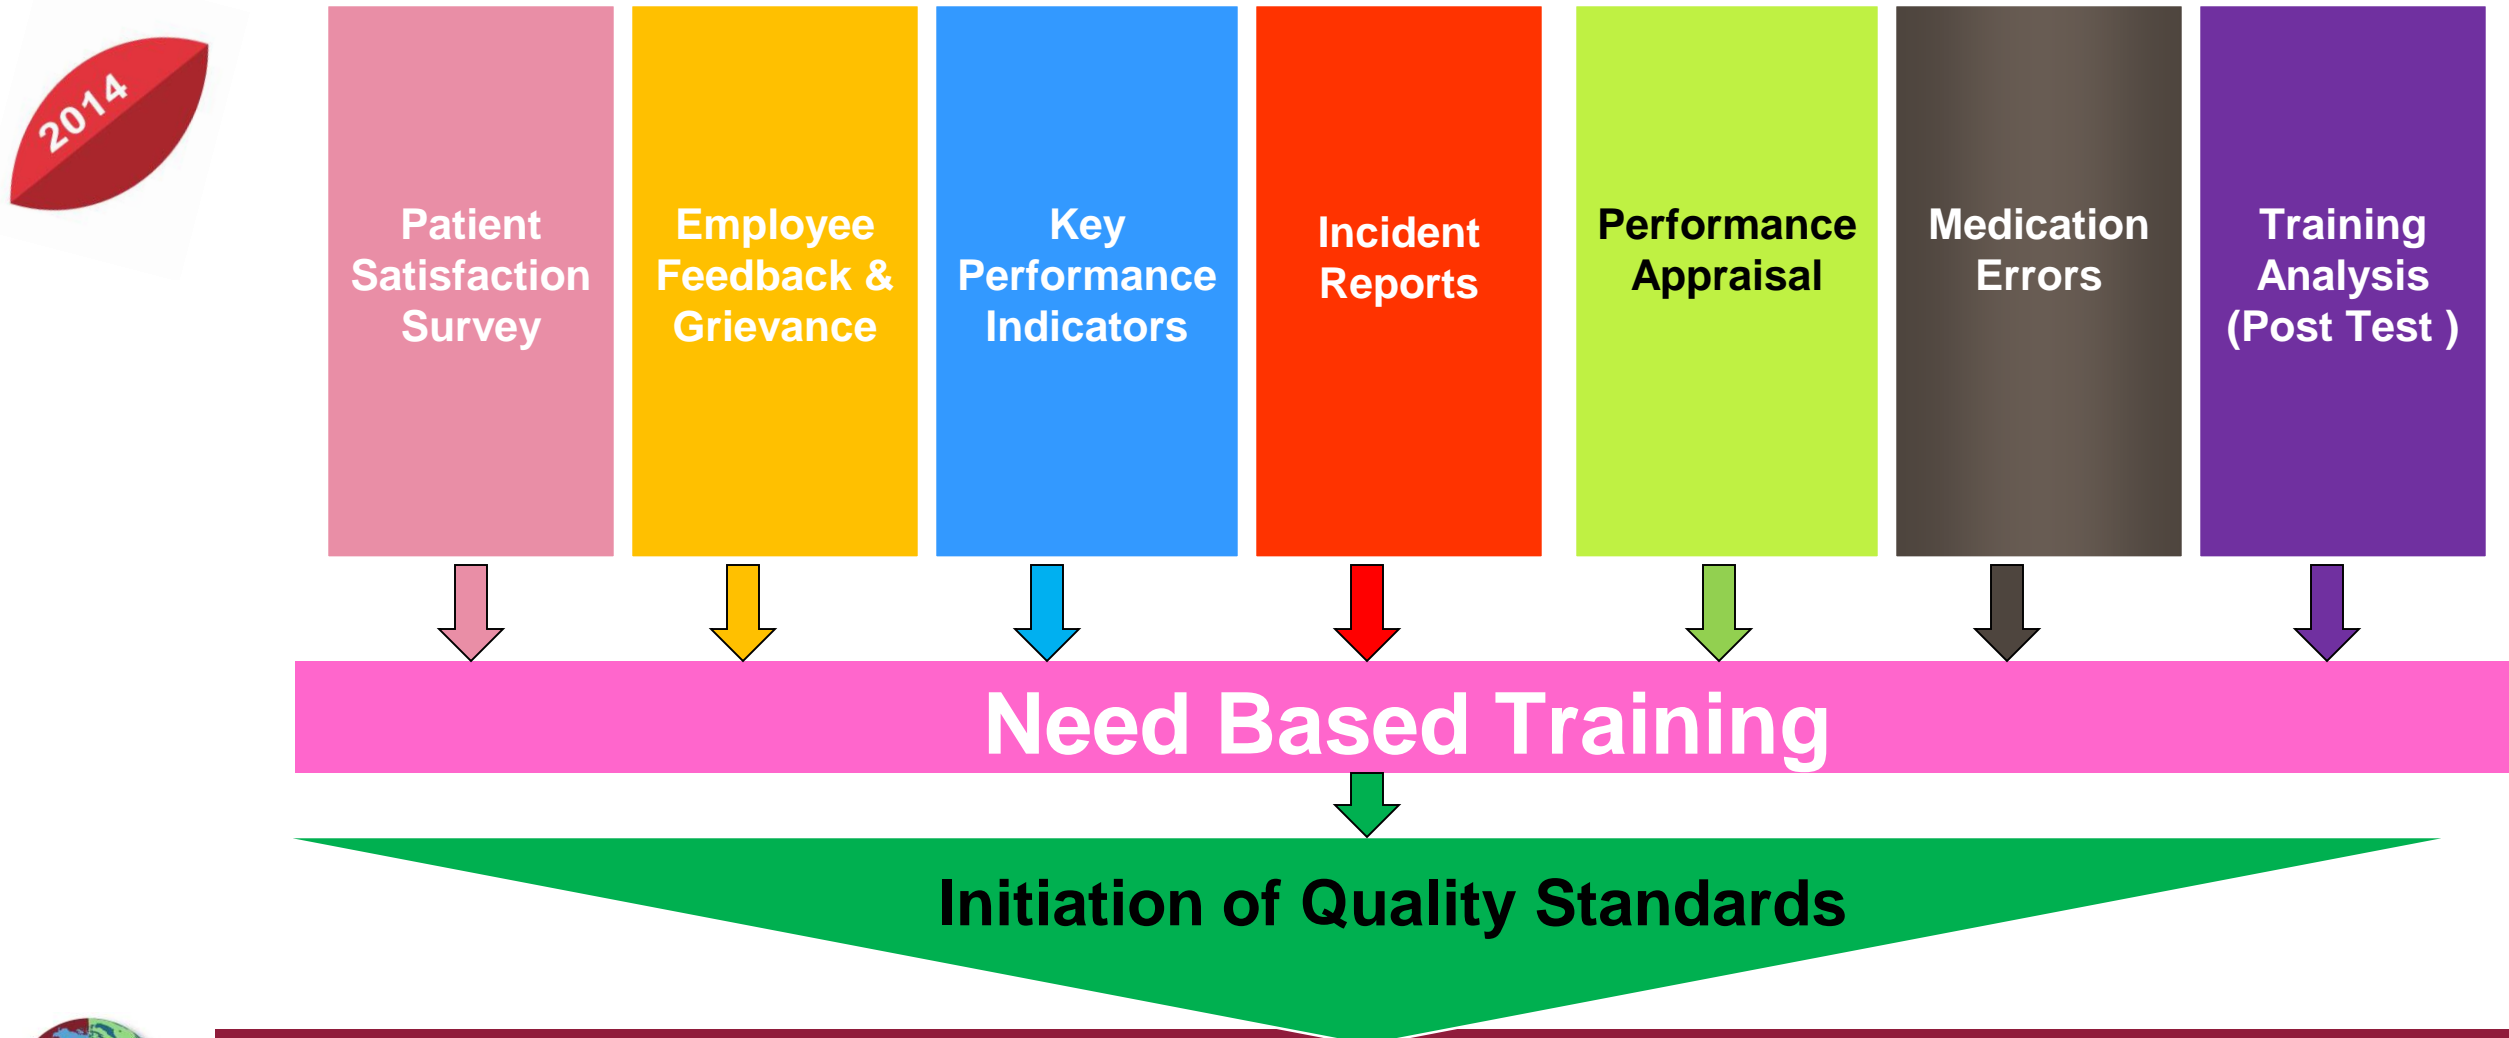 2014
Patient
Satisfaction
Survey
Employee
Feedback &
Grievance
Key
Performance
Indicators
Incident
Reports
Performance
Appraisal
Medication
Errors
Training
Analysis
(Post Test )
Need Based Training
Initiation of Quality Standards